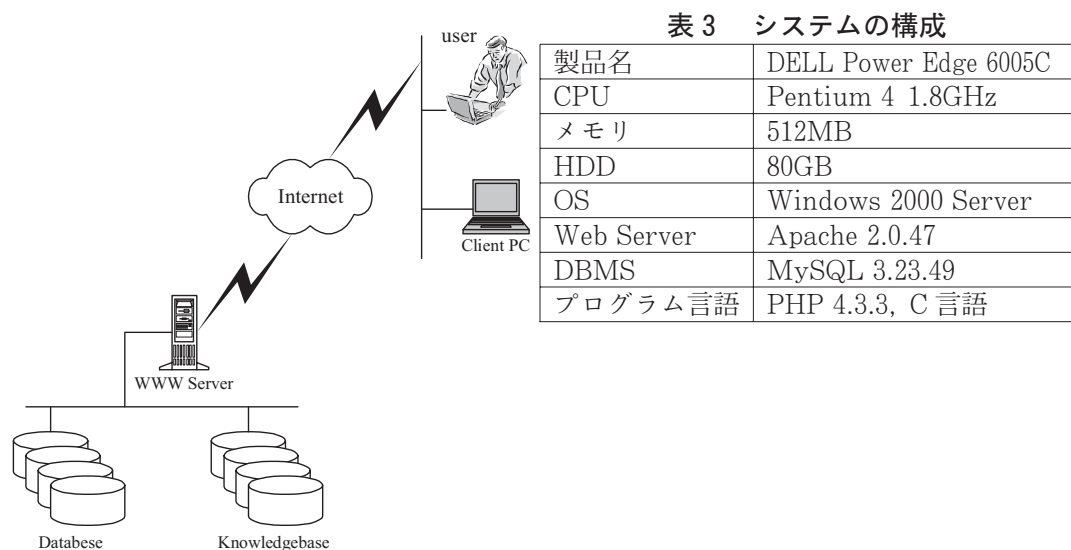 表 3 システムの構成
製品名 DELL Power Edge 6005C
CPU Pentium 4 1.8GHz
メモリ 512MB
HDD 80GB
OS Windows 2000 Server
Web Server Apache 2.0.47
DBMS MySQL 3.23.49
プログラム言語 PHP 4.3.3, C 言語
user
Internet
Client PC
WWW Server
Databese
Knowledgebase